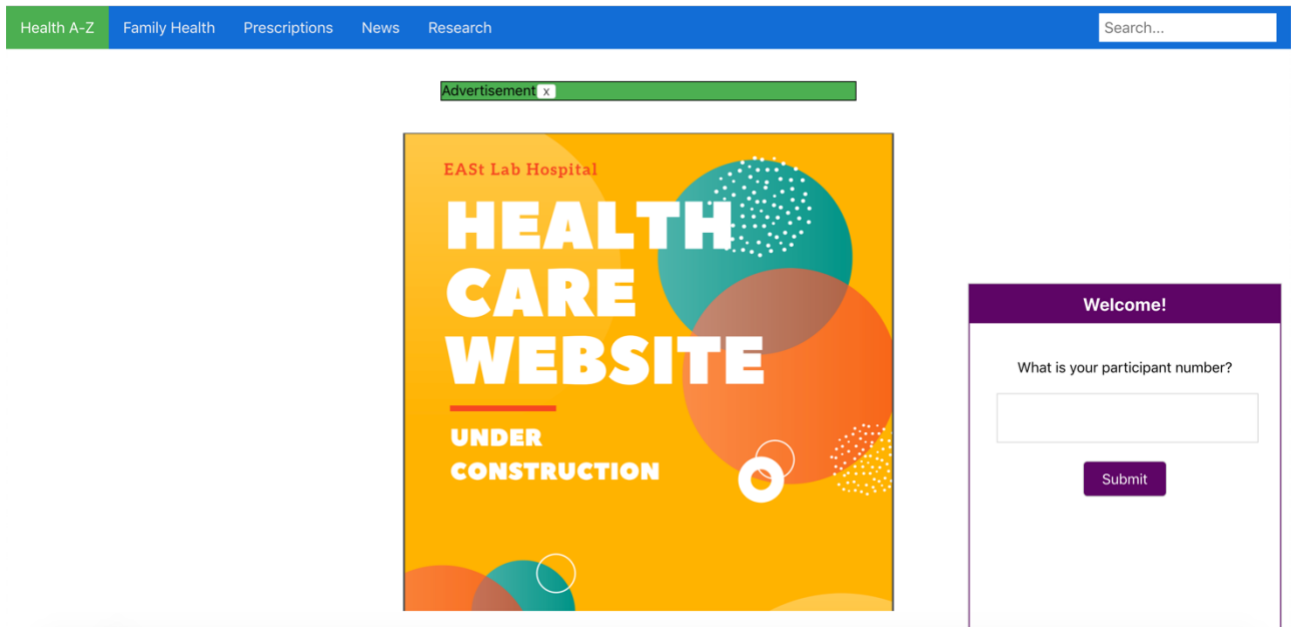 Health A-Z Family Health Prescriptions News Research Search...
Advertisement x
EASt Lab Hospital
HEALTH
CARE
WEBSITE
UNDER
CONSTRUCTION
Welcome!
What is your participant number?
Submit